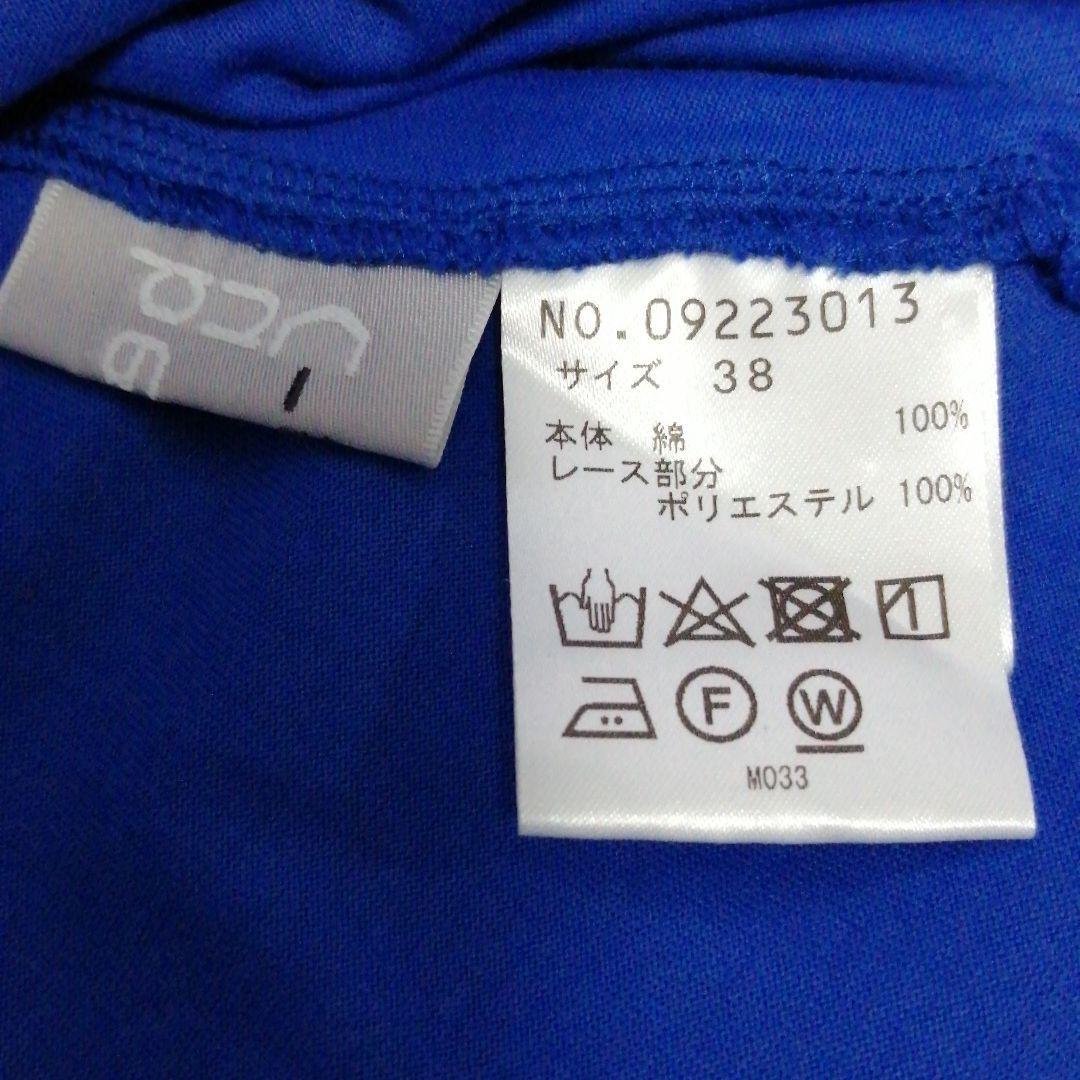 NO.09223013
サイズ 38
本体 綿 100%
レース部分
ポリエステル 100%
F W
M033